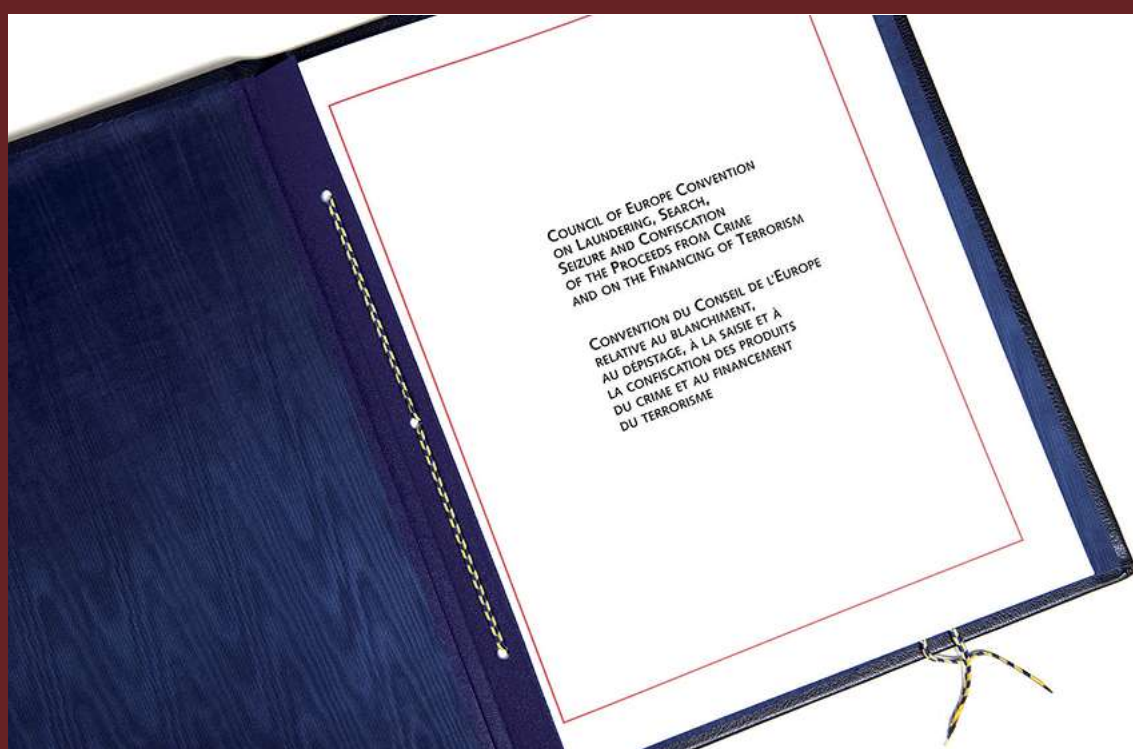 Council of Europe Convention
on Laundering, Search,
Seizure and Confiscation
of the Proceeds from Crime
and on the Financing of Terrorism
Convention du Conseil de l'Europe
relative au blanchiment,
au dépistage, à la saisie et à
la confiscation des produits
du crime et au financement
du terrorisme